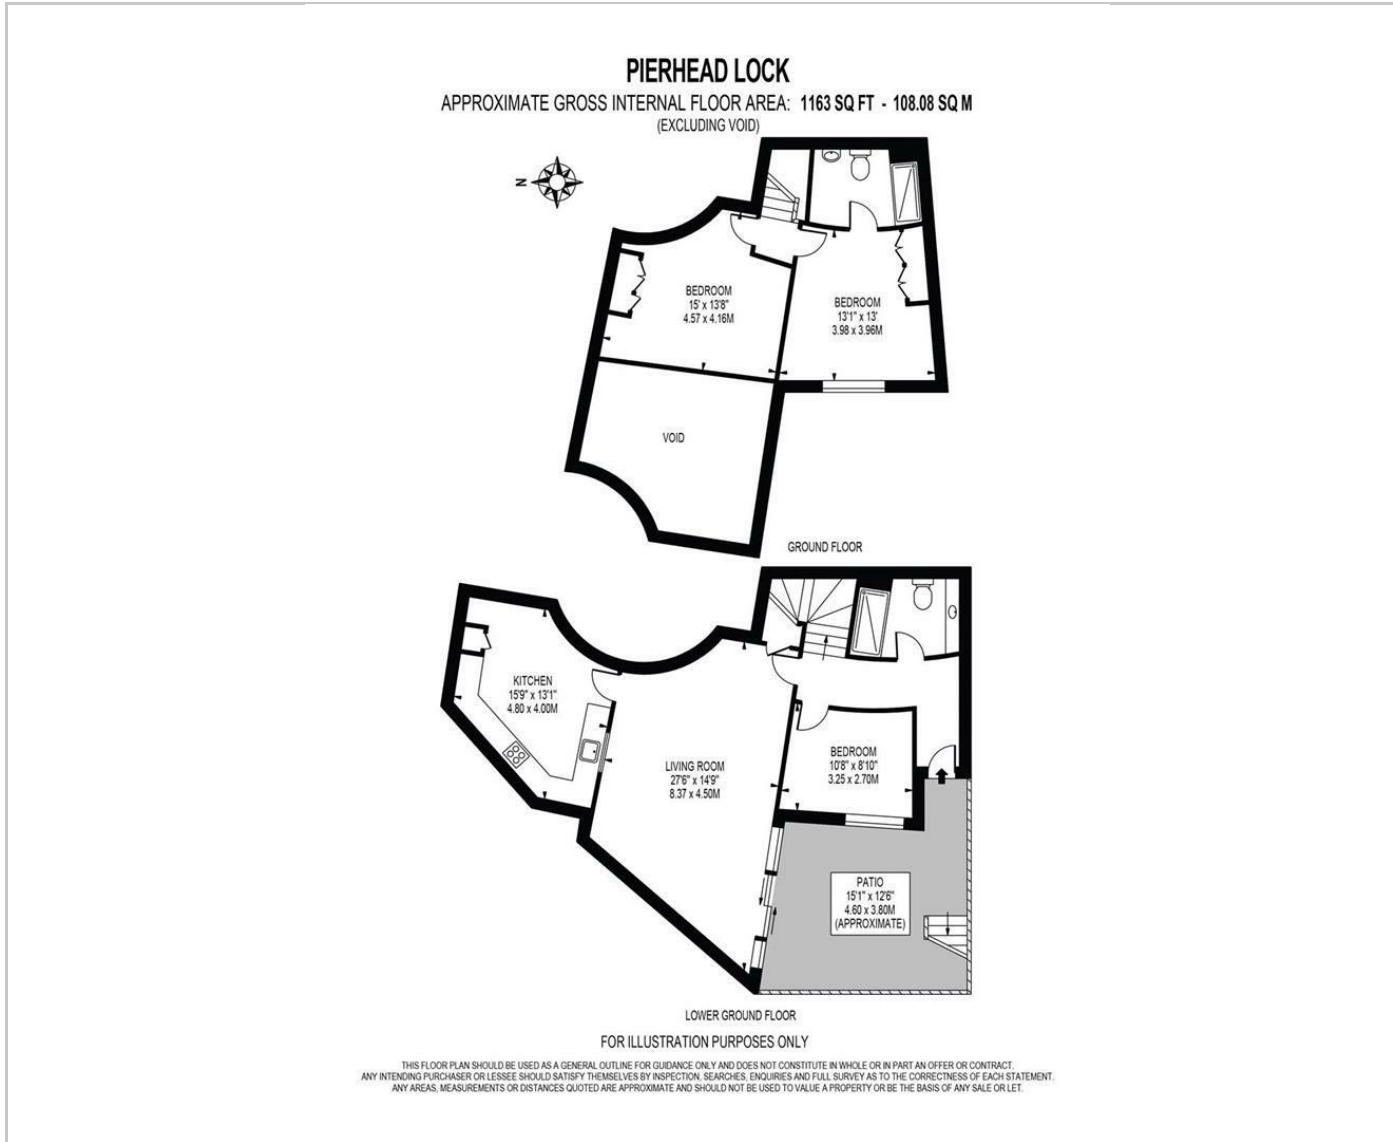 PIERHEAD LOCK
APPROXIMATE GROSS INTERNAL FLOOR AREA: 1163 SQ FT - 108.08 SQ M
(EXCLUDING VOID)
N
BEDROOM
15' x 13'8"
4.57 x 4.16M
BEDROOM
13'1" x 13'
3.98 x 3.96M
VOID
GROUND FLOOR
KITCHEN
15'9" x 13'1"
4.80 x 4.00M
LIVING ROOM
27'6" x 14'9"
8.37 x 4.50M
BEDROOM
10'8" x 8'10"
3.25 x 2.70M
PATIO
15'1" x 12'6"
4.60 x 3.80M
(APPROXIMATE)
LOWER GROUND FLOOR
FOR ILLUSTRATION PURPOSES ONLY
THIS FLOOR PLAN SHOULD BE USED AS A GENERAL OUTLINE FOR GUIDANCE ONLY AND DOES NOT CONSTITUTE IN WHOLE OR IN PART AN OFFER OR CONTRACT.
ANY INTENDING PURCHASER OR LESSEE SHOULD SATISFY THEMSELVES BY INSPECTION, SEARCHES, ENQUIRIES AND FULL SURVEY AS TO THE CORRECTNESS OF EACH STATEMENT.
ANY AREAS, MEASUREMENTS OR DISTANCES QUOTED ARE APPROXIMATE AND SHOULD NOT BE USED TO VALUE A PROPERTY OR BE THE BASIS OF ANY SALE OR LET.